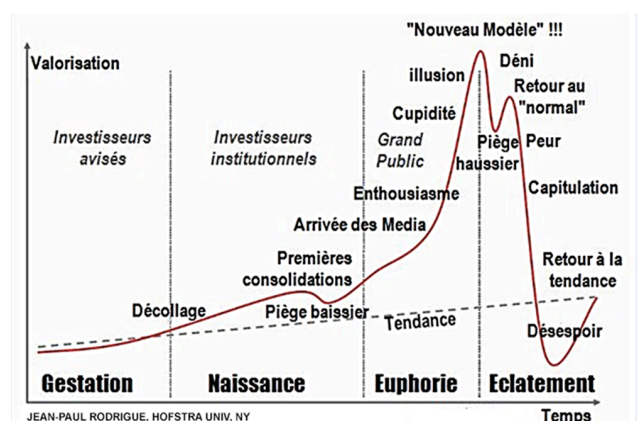 "Nouveau Modèle" !!!
Valorisation
Déni
illusion
Retour au
"normal"
Cupidité
Investisseurs
avisés
Investisseurs
institutionnels
Grand
Public
Piège
haussier
Peur
Enthousiasme
Capitulation
Arrivée des Media
Premières
consolidations
Retour à la
tendance
Décollage
Piège baissier
Tendance
Désespoir
Gestation
Naissance
Euphorie
Eclatement
JEAN-PAUL RODRIGUE, HOFSTRA UNIV. NY
Temps